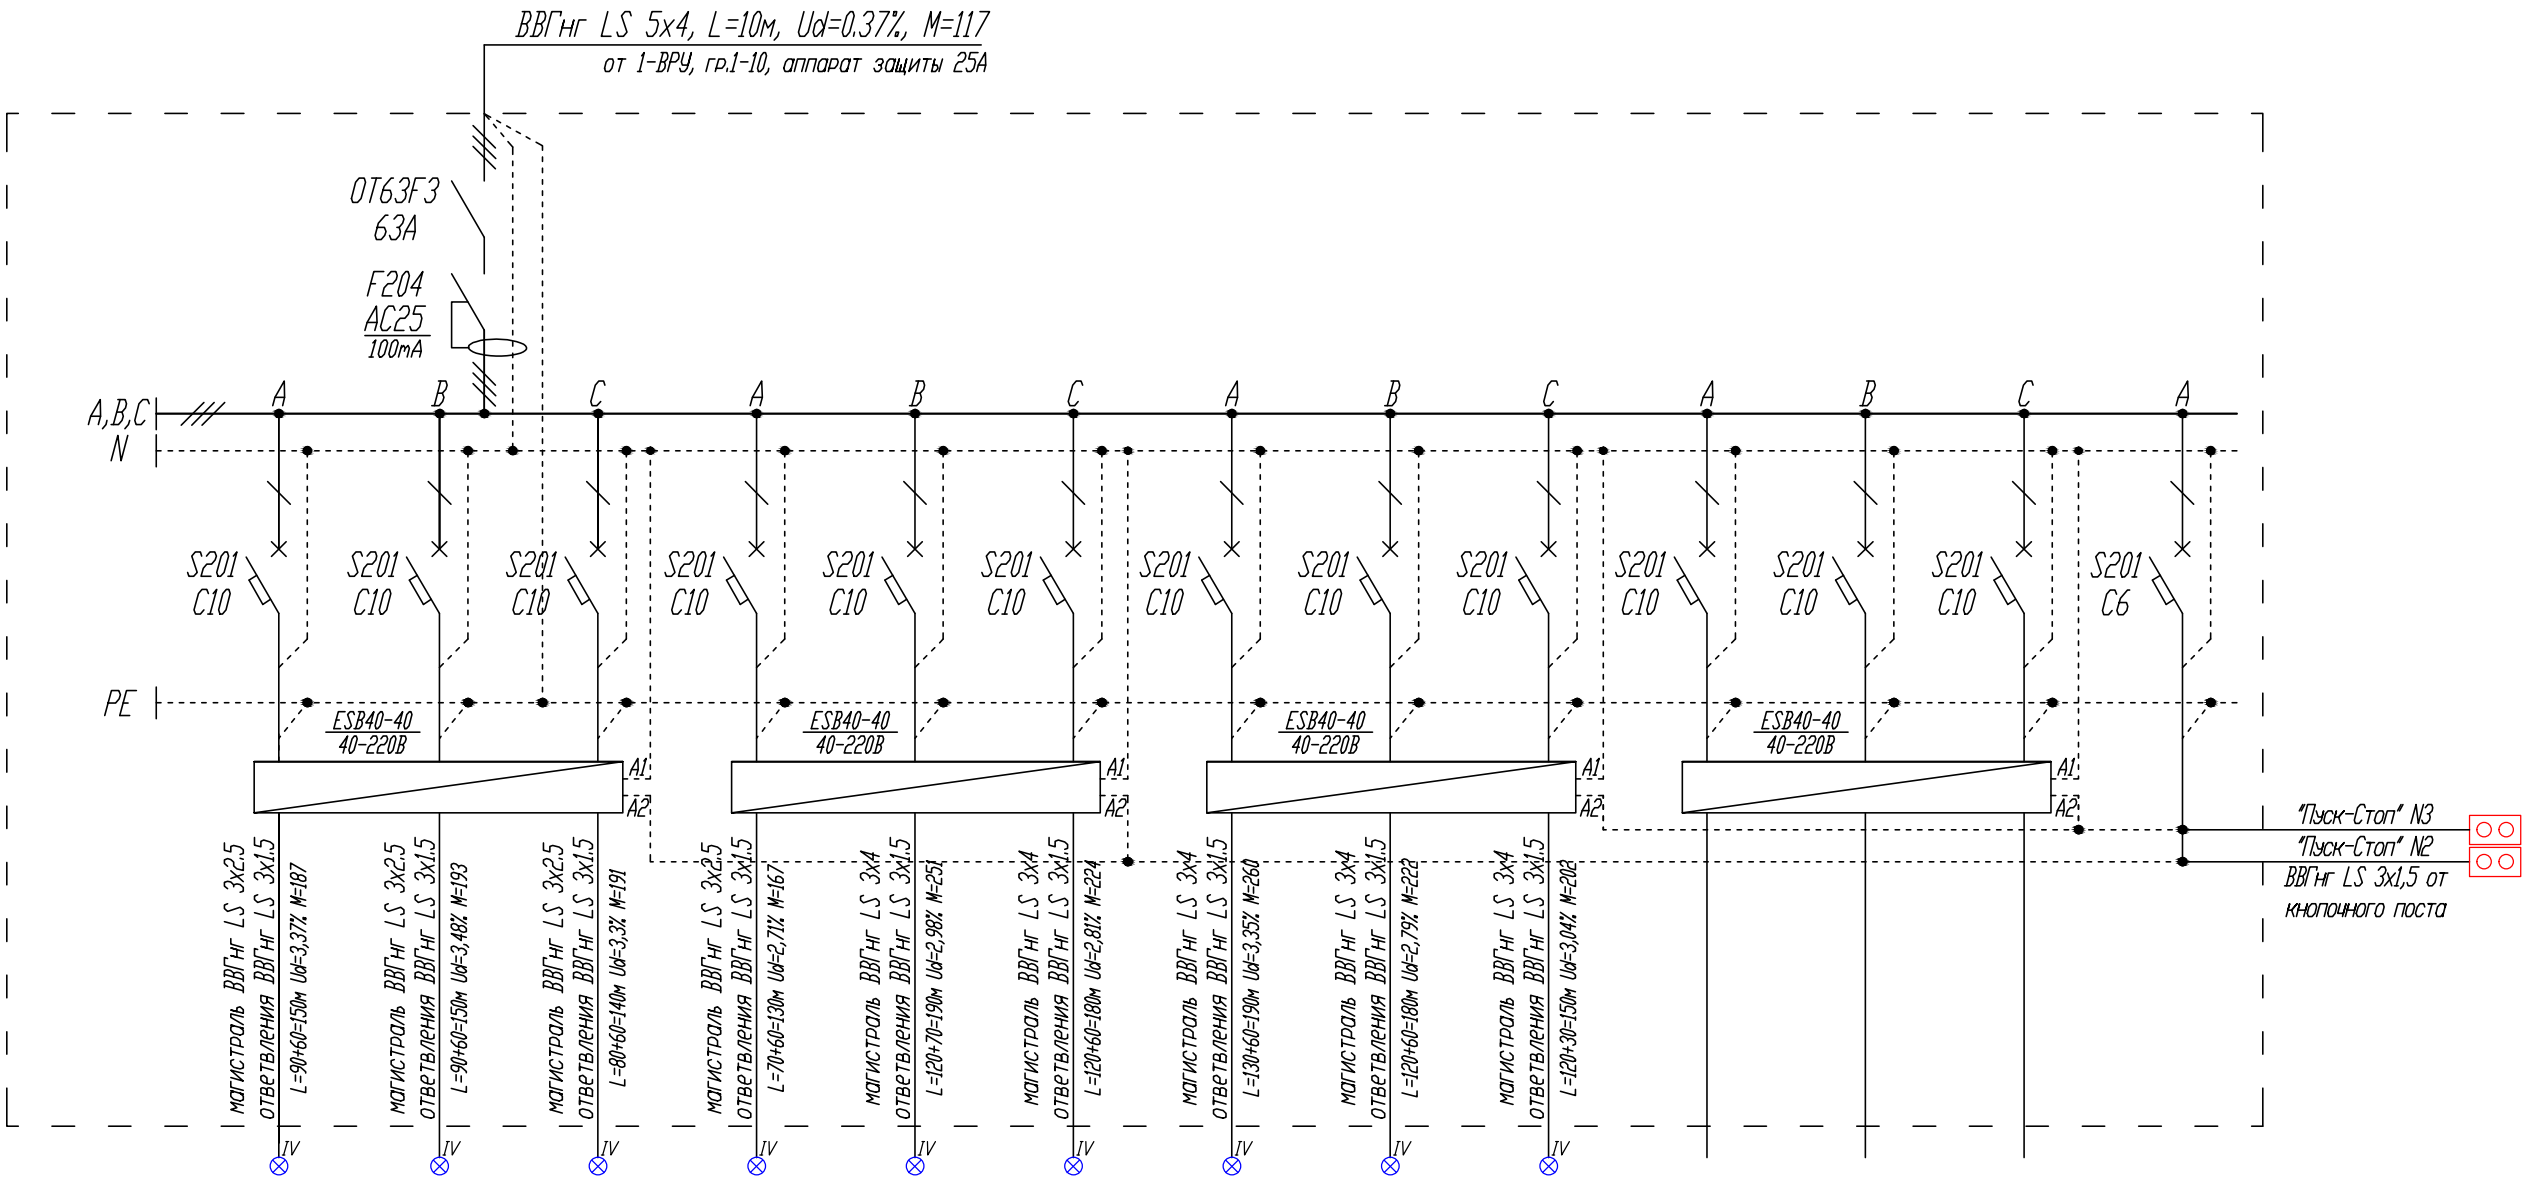 ВВГнг LS 5х4, L=10м, Ud=0.37%, М=117
от 1-ВРУ, гр.1-10, аппарат защиты 25А
OT63F3
63А
F204
AC25
100mA
A B C A B C A B C A B C A
A,B,C
N
S201 S201 S201 S201 S201 S201 S201 S201 S201 S201 S201 S201 S201
C10 C10 C10 C10 C10 C10 C10 C10 C10 C10 C10 C10 C6
PE
ESB40-40 ESB40-40 ESB40-40 ESB40-40
40-220В 40-220В 40-220В 40-220В
A1 A1 A1 A1
A2 A2 A2 A2
"Пуск-Стоп" N3
"Пуск-Стоп" N2
ВВГнг LS 3х1,5 от
кнопочного поста
магистраль ВВГнг LS 3х2.5
ответвления ВВГнг LS 3х1.5
L=90+60=150м Ud=3,37% М=187
магистраль ВВГнг LS 3х2.5
ответвления ВВГнг LS 3х1.5
L=90+60=150м Ud=3,48% М=193
магистраль ВВГнг LS 3х2.5
ответвления ВВГнг LS 3х1.5
L=80+60=140м Ud=3,3% М=191
магистраль ВВГнг LS 3х2.5
ответвления ВВГнг LS 3х1.5
L=70+60=130м Ud=2,71% М=167
магистраль ВВГнг LS 3х4
ответвления ВВГнг LS 3х1.5
L=120+70=190м Ud=2,98% М=251
магистраль ВВГнг LS 3х4
ответвления ВВГнг LS 3х1.5
L=120+60=180м Ud=2,81% М=224
магистраль ВВГнг LS 3х4
ответвления ВВГнг LS 3х1.5
L=130+60=190м Ud=3,35% М=260
магистраль ВВГнг LS 3х4
ответвления ВВГнг LS 3х1.5
L=120+60=180м Ud=2,79% М=222
магистраль ВВГнг LS 3х4
ответвления ВВГнг LS 3х1.5
L=120+30=150м Ud=3,04% М=202
IV IV IV IV IV IV IV IV IV